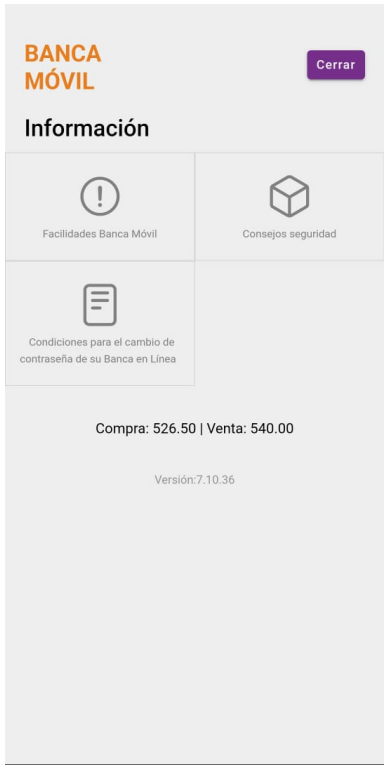 BANCA
MÓVIL
Cerrar
Información
Facilidades Banca Móvil
Consejos seguridad
Condiciones para el cambio de
contraseña de su Banca en Línea
Compra: 526.50 | Venta: 540.00
Versión:7.10.36